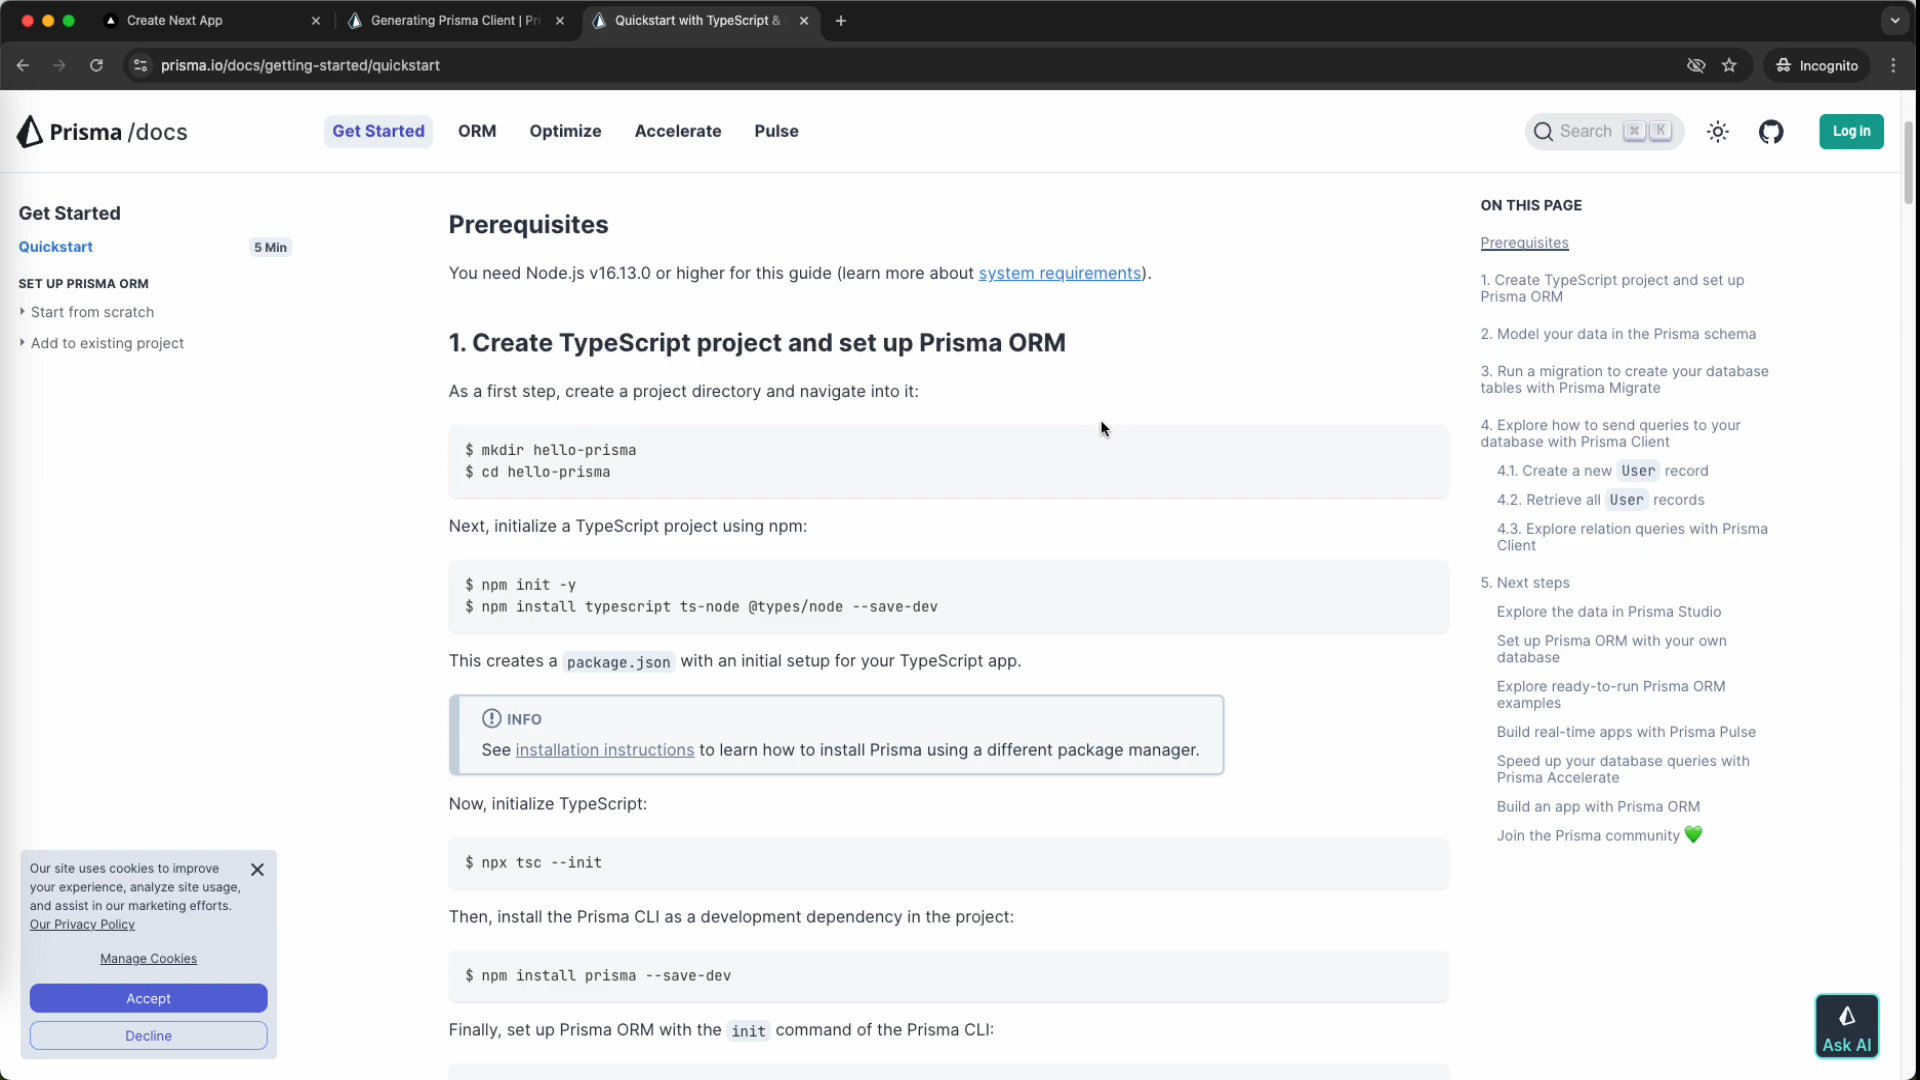 Create Next App
Generating Prisma Client | Pri
Quickstart with TypeScript & S
prisma.io/docs/getting-started/quickstart
Incognito
Prisma /docs
Get Started
ORM
Optimize
Accelerate
Pulse
Search ⌘ K
Log in
Get Started
Quickstart
5 Min
SET UP PRISMA ORM
Start from scratch
Add to existing project
Prerequisites
You need Node.js v16.13.0 or higher for this guide (learn more about system requirements).
1. Create TypeScript project and set up Prisma ORM
As a first step, create a project directory and navigate into it:
$ mkdir hello-prisma
$ cd hello-prisma
Next, initialize a TypeScript project using npm:
$ npm init -y
$ npm install typescript ts-node @types/node --save-dev
This creates a package.json with an initial setup for your TypeScript app.
INFO
See installation instructions to learn how to install Prisma using a different package manager.
Now, initialize TypeScript:
$ npx tsc --init
Then, install the Prisma CLI as a development dependency in the project:
$ npm install prisma --save-dev
Finally, set up Prisma ORM with the init command of the Prisma CLI:
ON THIS PAGE
Prerequisites
1. Create TypeScript project and set up
Prisma ORM
2. Model your data in the Prisma schema
3. Run a migration to create your database
tables with Prisma Migrate
4. Explore how to send queries to your
database with Prisma Client
4.1. Create a new User record
4.2. Retrieve all User records
4.3. Explore relation queries with Prisma
Client
5. Next steps
Explore the data in Prisma Studio
Set up Prisma ORM with your own
database
Explore ready-to-run Prisma ORM
examples
Build real-time apps with Prisma Pulse
Speed up your database queries with
Prisma Accelerate
Build an app with Prisma ORM
Join the Prisma community 💚
Our site uses cookies to improve
your experience, analyze site usage,
and assist in our marketing efforts.
Our Privacy Policy
Manage Cookies
Accept
Decline
Ask AI